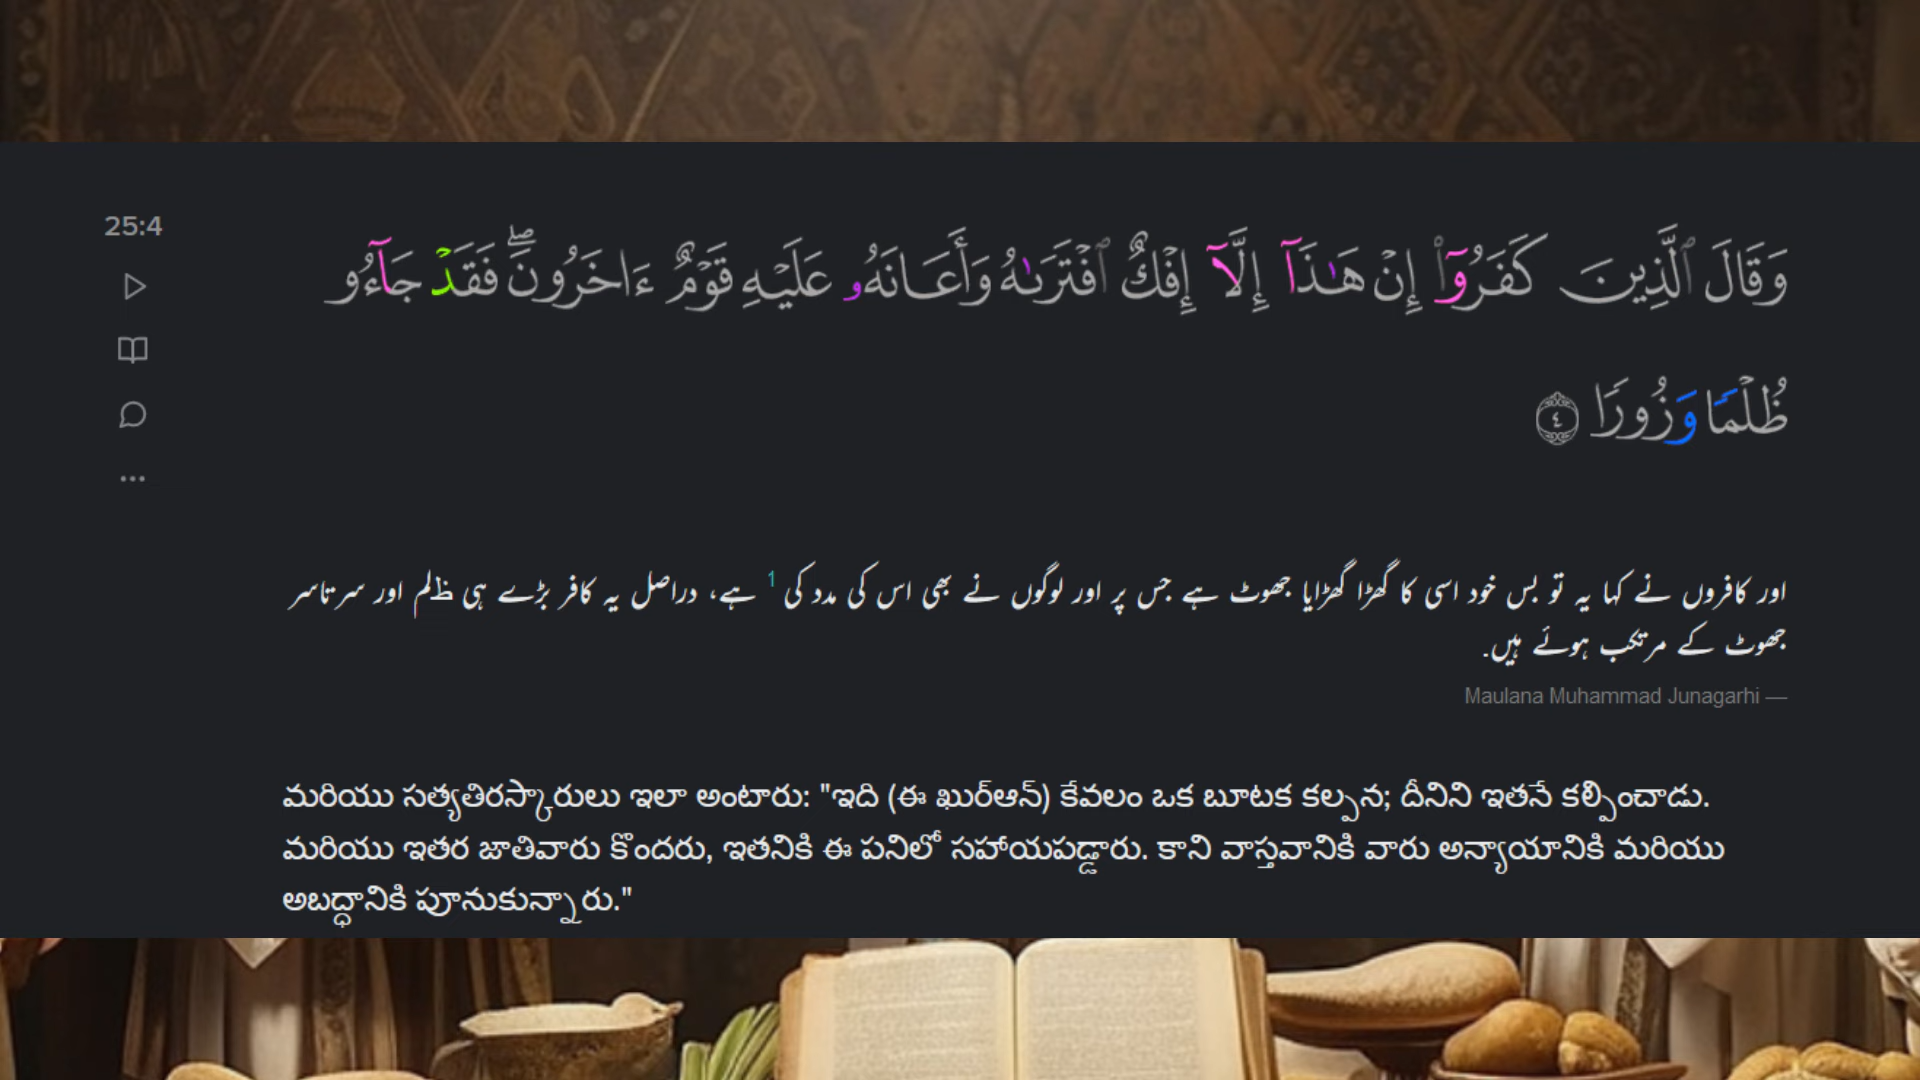 25:4
وَقَالَ ٱلَّذِينَ كَفَرُوٓا۟ إِنْ هَـٰذَآ إِلَّآ إِفْكٌ ٱفْتَرَىٰهُ وَأَعَانَهُۥ عَلَيْهِ قَوْمٌ ءَاخَرُونَ ۖ فَقَدْ جَآءُو
ظُلْمًا وَزُورًا ٤
اور کافروں نے کہا یہ تو بس خود اسی کا گھڑا گھڑایا جھوٹ ہے جس پر اور لوگوں نے بھی اس کی مدد کی 1 ہے، دراصل یہ کافر بڑے ہی ﻇلم اور سرتاسر
جھوٹ کے مرتکب ہوئے ہیں.
Maulana Muhammad Junagarhi —
మరియు సత్యతిరస్కారులు ఇలా అంటారు: "ఇది (ఈ ఖుర్ఆన్) కేవలం ఒక బూటక కల్పన; దీనిని ఇతనే కల్పించాడు.
మరియు ఇతర జాతివారు కొందరు, ఇతనికి ఈ పనిలో సహాయపడ్డారు. కాని వాస్తవానికి వారు అన్యాయానికి మరియు
అబద్ధానికి పూనుకున్నారు."